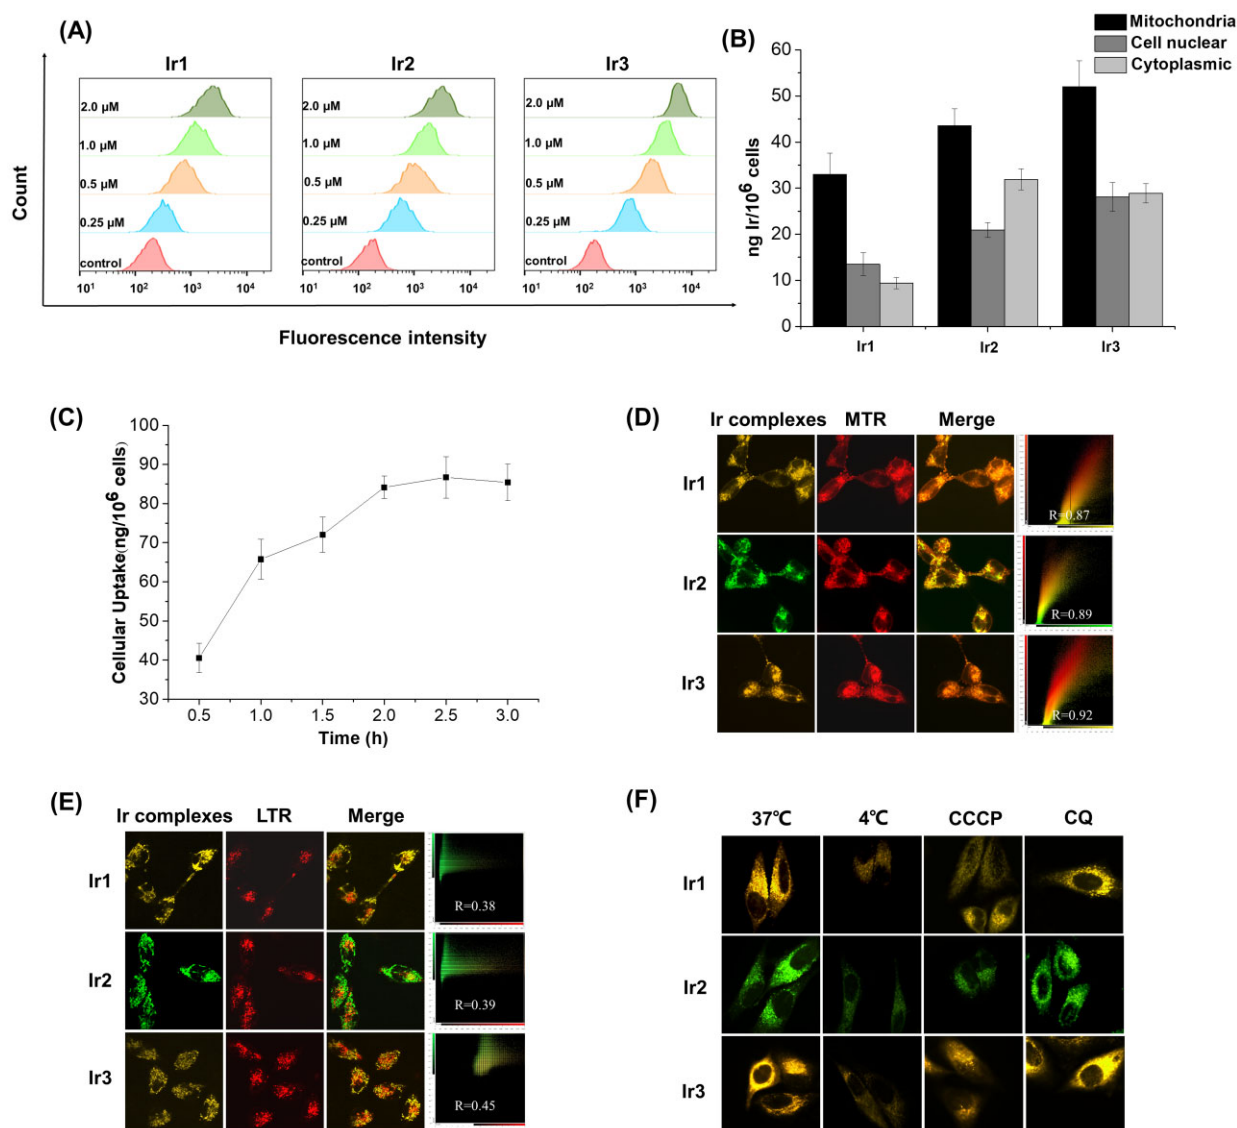 (A)
Ir1 Ir2 Ir3
2.0 µM 2.0 µM 2.0 µM
1.0 µM 1.0 µM 1.0 µM
0.5 µM 0.5 µM 0.5 µM
0.25 µM 0.25 µM 0.25 µM
control control control
10¹ 10² 10³ 10⁴ 10¹ 10² 10³ 10⁴ 10¹ 10² 10³ 10⁴
Count
Fluorescence intensity
(B)
Mitochondria
Cell nuclear
Cytoplasmic
ng Ir/10⁶ cells
60
50
40
30
20
10
0
Ir1 Ir2 Ir3
(C)
Cellular Uptake(ng/10⁶ cells)
100
90
80
70
60
50
40
30
0.5 1.0 1.5 2.0 2.5 3.0
Time (h)
(D)
Ir complexes MTR Merge
Ir1
R=0.87
Ir2
R=0.89
Ir3
R=0.92
(E)
Ir complexes LTR Merge
Ir1
R=0.38
Ir2
R=0.39
Ir3
R=0.45
(F)
37℃ 4℃ CCCP CQ
Ir1
Ir2
Ir3